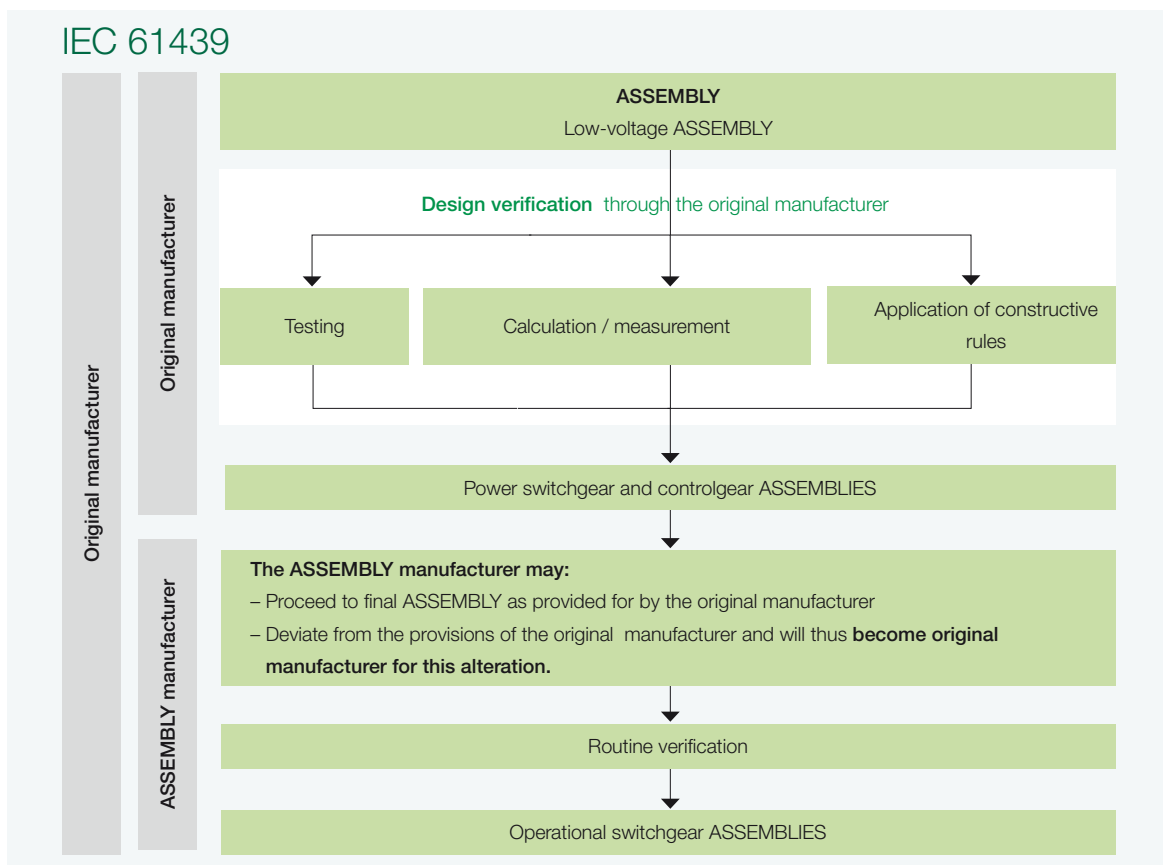 IEC 61439
Original manufacturer
Original manufacturer
ASSEMBLY manufacturer
ASSEMBLY
Low-voltage ASSEMBLY
Design verification through the original manufacturer
Testing
Calculation / measurement
Application of constructive
rules
Power switchgear and controlgear ASSEMBLIES
The ASSEMBLY manufacturer may:
– Proceed to final ASSEMBLY as provided for by the original manufacturer
– Deviate from the provisions of the original manufacturer and will thus become original
manufacturer for this alteration.
Routine verification
Operational switchgear ASSEMBLIES